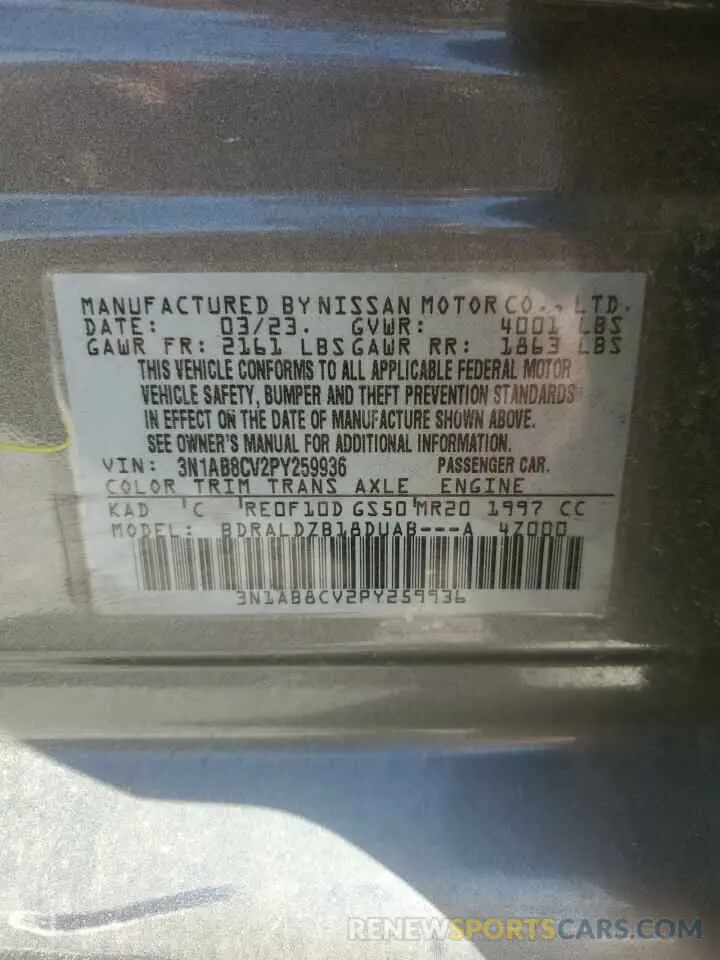 MANUFACTURED BY NISSAN MOTOR CO., LTD.
DATE: 03/23. GVWR: 4001 LBS
GAWR FR: 2161 LBS GAWR RR: 1863 LBS
THIS VEHICLE CONFORMS TO ALL APPLICABLE FEDERAL MOTOR
VEHICLE SAFETY, BUMPER AND THEFT PREVENTION STANDARDS
IN EFFECT ON THE DATE OF MANUFACTURE SHOWN ABOVE.
SEE OWNER'S MANUAL FOR ADDITIONAL INFORMATION.
VIN: 3N1AB8CV2PY259936 PASSENGER CAR.
COLOR TRIM TRANS AXLE ENGINE
KAD C RE0F10D GS50 MR20 1997 CC
MODEL: BDRALDZB18DUAB---A 4Z000
3N1AB8CV2PY259936
RENEWSPORTSCARS.COM